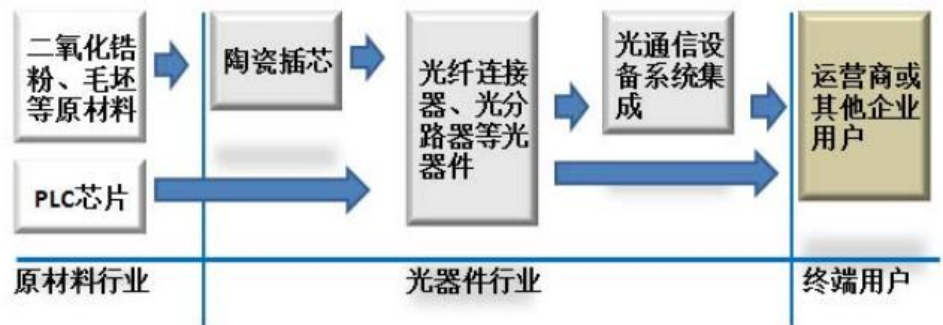 二氧化锆
粉、毛坯
等原材料
陶瓷插芯
光纤连接
器、光分
路器等光
器件
光通信设
备系统集
成
运营商或
其他企业
用户
PLC芯片
原材料行业
光器件行业
终端用户